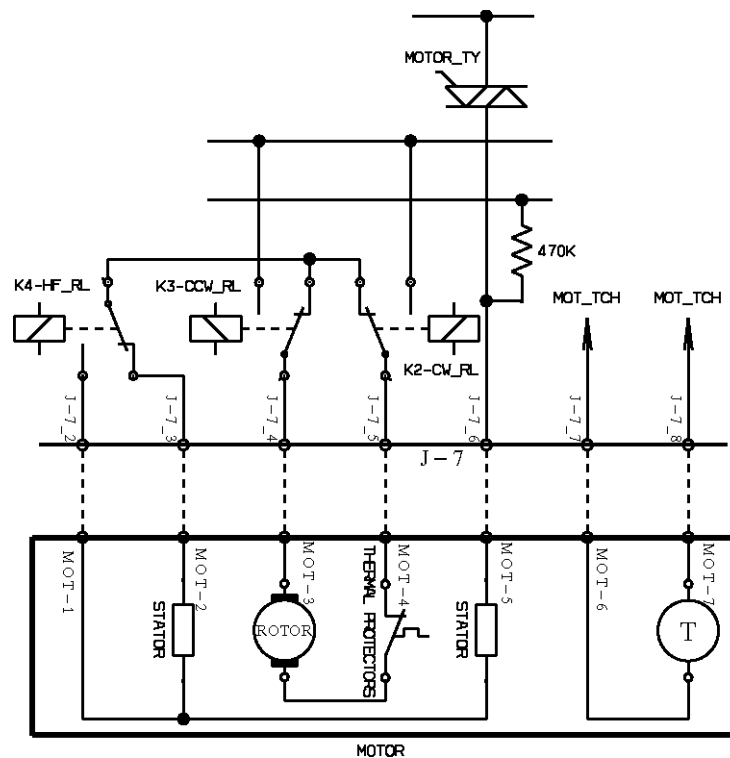 MOTOR_TY
470K
K4-HF_RL
K3-CCW_RL
MOT_TCH
MOT_TCH
K2-CW_RL
J-7_2
J-7_3
J-7_4
J-7_5
J-7_6
J-7_7
J-7_8
J-7
MOT-1
MOT-2
MOT-3
MOT-4
MOT-5
MOT-6
MOT-7
STATOR
ROTOR
THERMAL PROTECTORS
STATOR
T
MOTOR